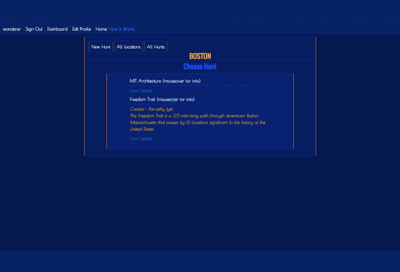 wanderer Sign Out Dashboard Edit Profile Home How It Works
New Hunt All Locations All Hunts
BOSTON
Choose Hunt
MIT Architecture (mouseover for info)
Hunt Details
Freedom Trail (mouseover for info)
Creator : Parvathy Iyer
The Freedom Trail is a 2.5-mile-long path through downtown Boston,
Massachusetts that passes by 16 locations significant to the history of the
United States.
Hunt Details